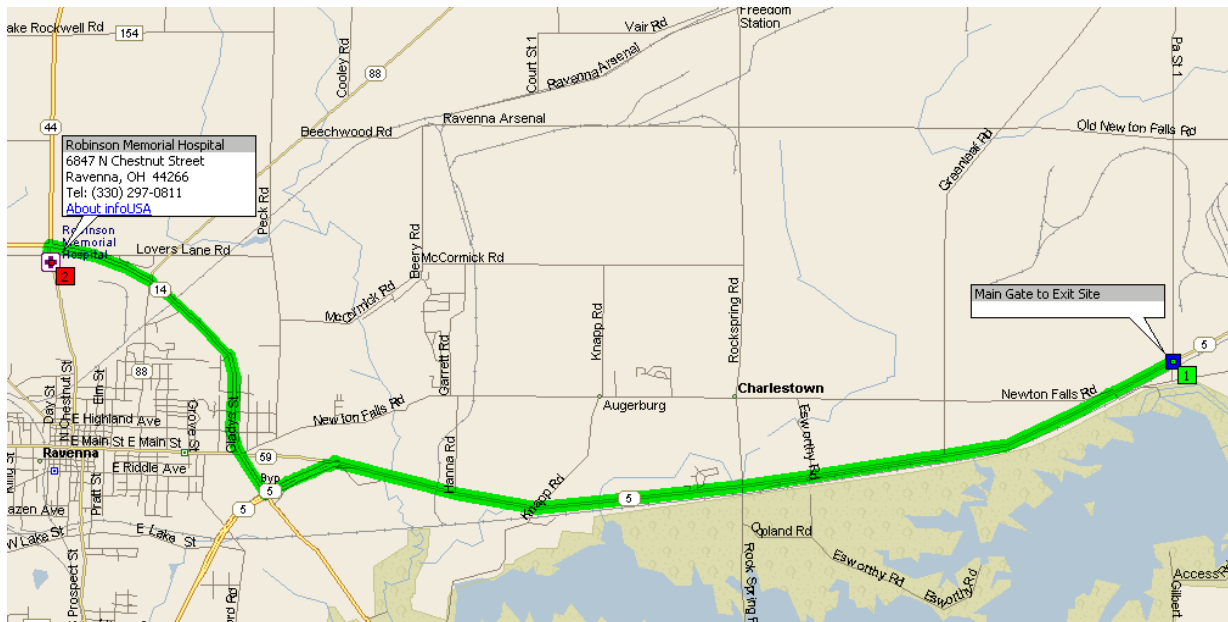 Lake Rockwell Rd
154
Vair Rd
Freedom
Station
Court St 1
Cooley Rd
Pa St 1
88
Ravenna Arsenal
44
Beechwood Rd
Ravenna Arsenal
Old Newton Falls Rd
Greenleaf Rd
Robinson Memorial Hospital
6847 N Chestnut Street
Ravenna, OH 44266
Tel: (330) 297-0811
About infoUSA
Peck Rd
Robinson
Memorial
Hospital
Lovers Lane Rd
Beery Rd
McCormick Rd
2
14
Main Gate to Exit Site
McCormick Rd
Knapp Rd
Rockspring Rd
5
1
Garrett Rd
88
Day St
N Chestnut St
Elm St
Grove St
Gladys St
Charlestown
Newton Falls Rd
Newton Falls Rd
Augerburg
E Highland Ave
Esworthy Rd
E Main St
E Main St
Ravenna
59
E Riddle Ave
Hanna Rd
Byp
5
Knapp Rd
5
Pratt St
5
E Lake St
W Lake St
Copland Rd
Rock Spring Rd
Esworthy Rd
Esworthy Rd
Access Rd
Gilbert
S Prospect St